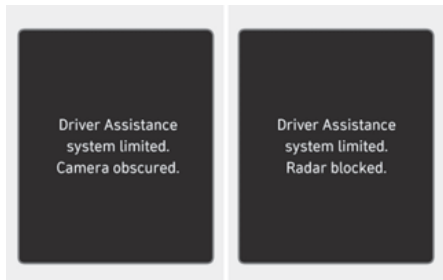 Driver Assistance
system limited.
Camera obscured.
Driver Assistance
system limited.
Radar blocked.